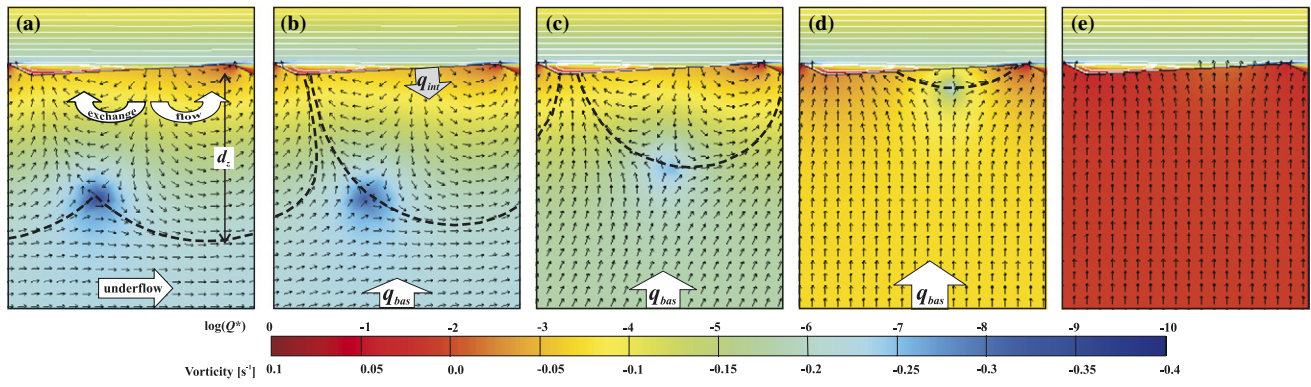 (a) (b) (c) (d) (e)
q_int
exchange flow
d_z
underflow q_bas q_bas q_bas
log(Q*) 0 -1 -2 -3 -4 -5 -6 -7 -8 -9 -10
0.1 0.05 0.0 -0.05 -0.1 -0.15 -0.2 -0.25 -0.3 -0.35 -0.4
Vorticity [s⁻¹]